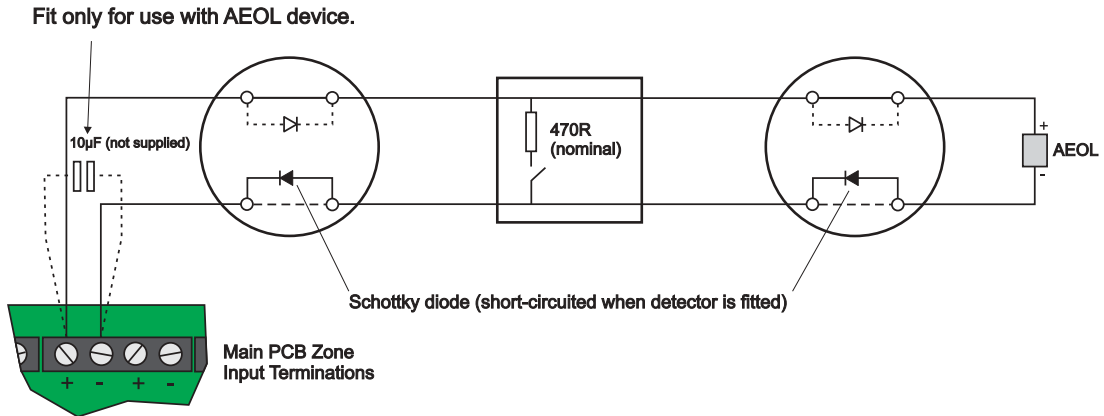 Fit only for use with AEOL device.
10µF (not supplied)
470R
(nominal)
+
AEOL
-
Schottky diode (short-circuited when detector is fitted)
Main PCB Zone
Input Terminations
+ - + -